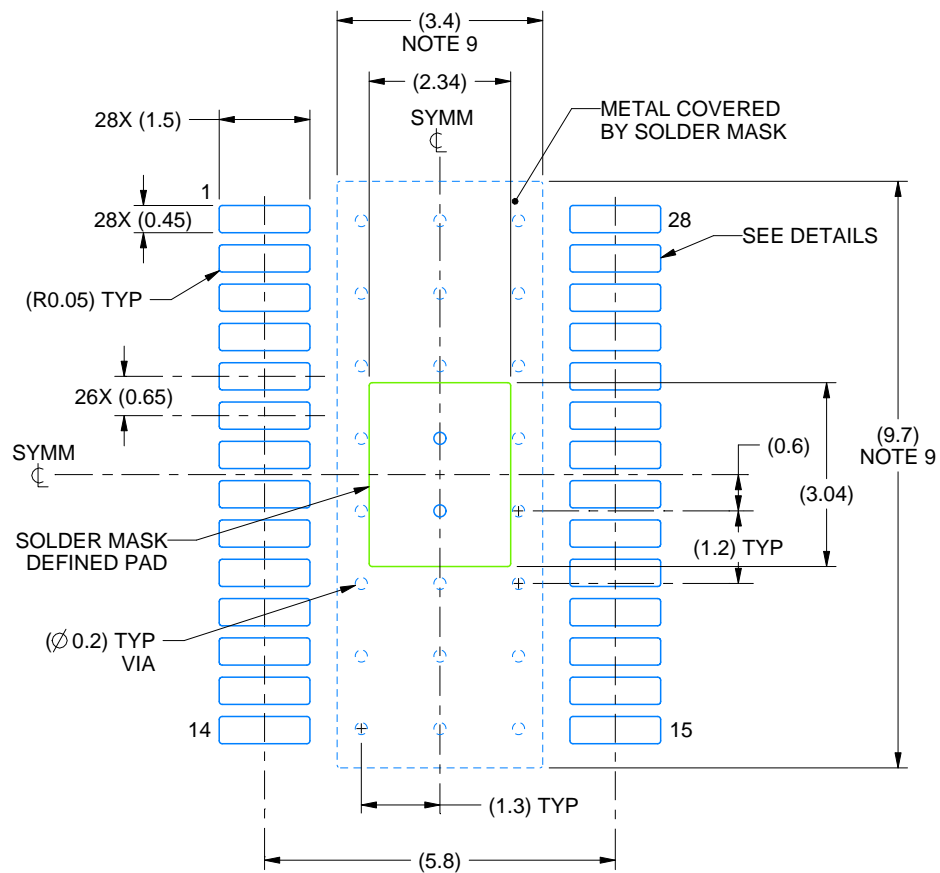 (3.4)
NOTE 9
(2.34)
SYMM
℄
METAL COVERED
BY SOLDER MASK
28X (1.5)
1
28X (0.45)
28
SEE DETAILS
(R0.05) TYP
26X (0.65)
SYMM
℄
(0.6)
(9.7)
NOTE 9
(3.04)
SOLDER MASK
DEFINED PAD
(1.2) TYP
(∅ 0.2) TYP
VIA
14
15
(1.3) TYP
(5.8)